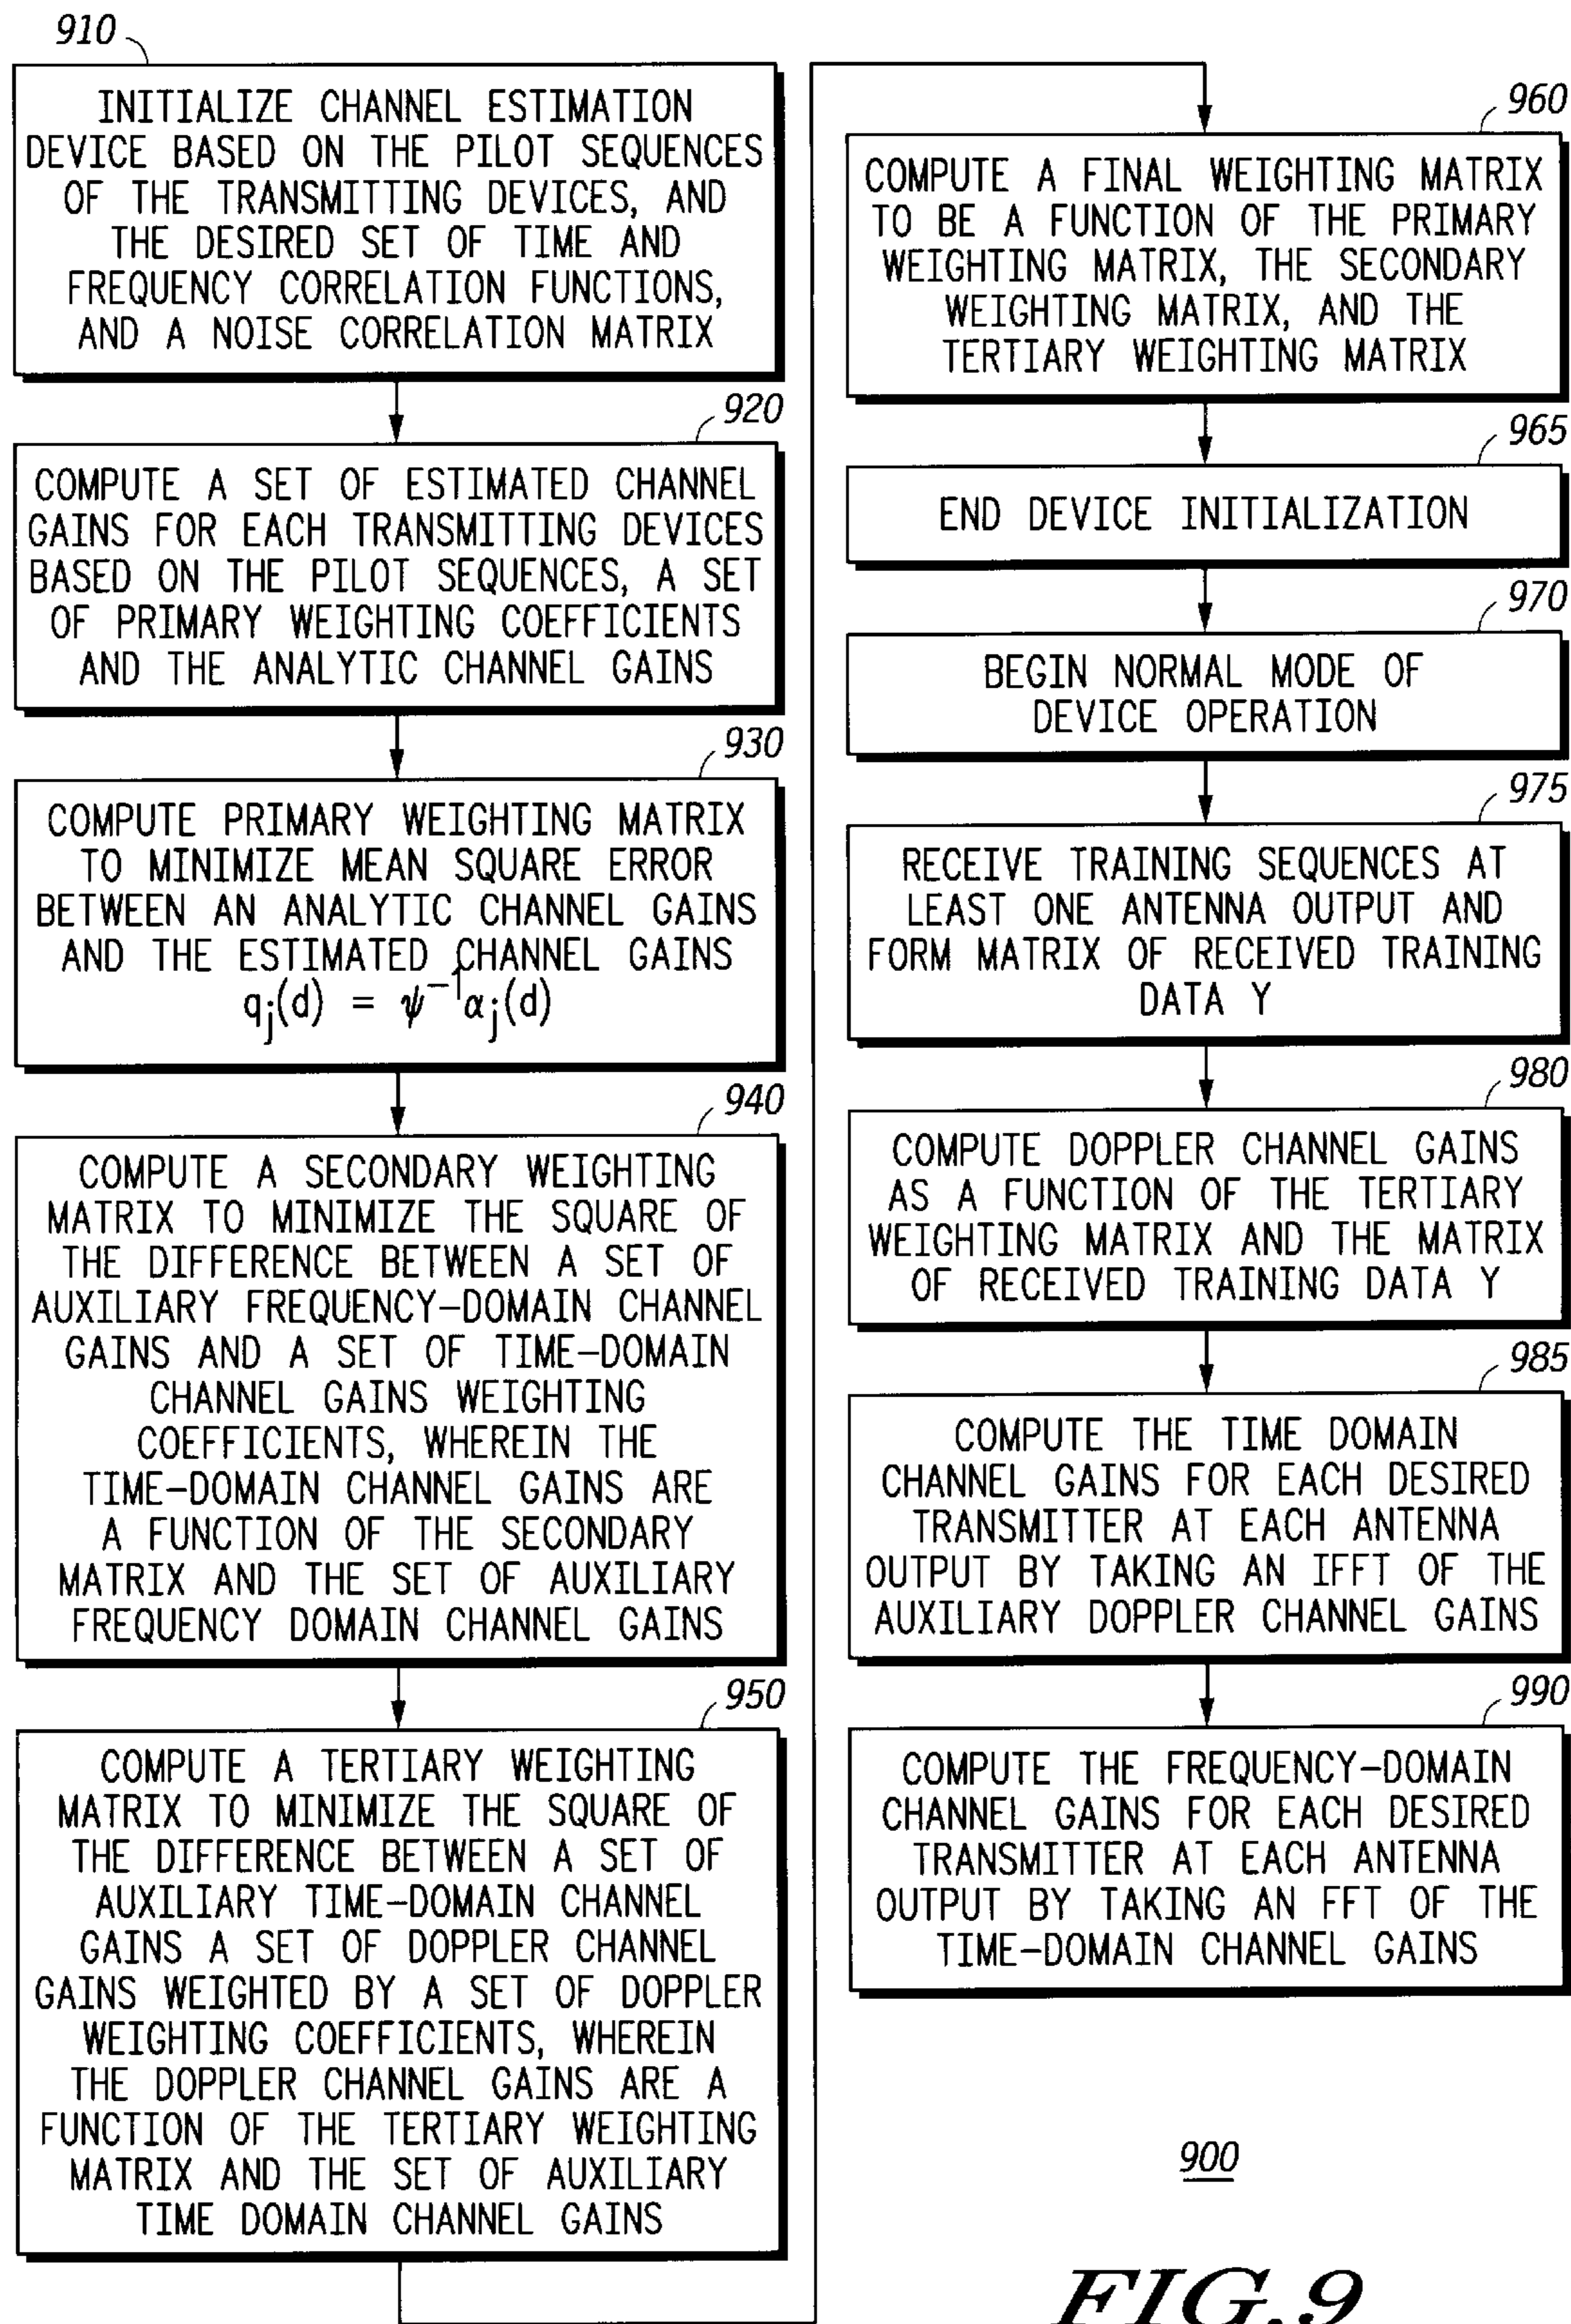 910
INITIALIZE CHANNEL ESTIMATION
DEVICE BASED ON THE PILOT SEQUENCES
OF THE TRANSMITTING DEVICES, AND
THE DESIRED SET OF TIME AND
FREQUENCY CORRELATION FUNCTIONS,
AND A NOISE CORRELATION MATRIX
920
COMPUTE A SET OF ESTIMATED CHANNEL
GAINS FOR EACH TRANSMITTING DEVICES
BASED ON THE PILOT SEQUENCES, A SET
OF PRIMARY WEIGHTING COEFFICIENTS
AND THE ANALYTIC CHANNEL GAINS
930
COMPUTE PRIMARY WEIGHTING MATRIX
TO MINIMIZE MEAN SQUARE ERROR
BETWEEN AN ANALYTIC CHANNEL GAINS
AND THE ESTIMATED CHANNEL GAINS
qj(d) = ψ⁻¹αj(d)
940
COMPUTE A SECONDARY WEIGHTING
MATRIX TO MINIMIZE THE SQUARE OF
THE DIFFERENCE BETWEEN A SET OF
AUXILIARY FREQUENCY-DOMAIN CHANNEL
GAINS AND A SET OF TIME-DOMAIN
CHANNEL GAINS WEIGHTING
COEFFICIENTS, WHEREIN THE
TIME-DOMAIN CHANNEL GAINS ARE
A FUNCTION OF THE SECONDARY
MATRIX AND THE SET OF AUXILIARY
FREQUENCY DOMAIN CHANNEL GAINS
950
COMPUTE A TERTIARY WEIGHTING
MATRIX TO MINIMIZE THE SQUARE OF
THE DIFFERENCE BETWEEN A SET OF
AUXILIARY TIME-DOMAIN CHANNEL
GAINS A SET OF DOPPLER CHANNEL
GAINS WEIGHTED BY A SET OF DOPPLER
WEIGHTING COEFFICIENTS, WHEREIN
THE DOPPLER CHANNEL GAINS ARE A
FUNCTION OF THE TERTIARY WEIGHTING
MATRIX AND THE SET OF AUXILIARY
TIME DOMAIN CHANNEL GAINS
960
COMPUTE A FINAL WEIGHTING MATRIX
TO BE A FUNCTION OF THE PRIMARY
WEIGHTING MATRIX, THE SECONDARY
WEIGHTING MATRIX, AND THE
TERTIARY WEIGHTING MATRIX
965
END DEVICE INITIALIZATION
970
BEGIN NORMAL MODE OF
DEVICE OPERATION
975
RECEIVE TRAINING SEQUENCES AT
LEAST ONE ANTENNA OUTPUT AND
FORM MATRIX OF RECEIVED TRAINING
DATA Y
980
COMPUTE DOPPLER CHANNEL GAINS
AS A FUNCTION OF THE TERTIARY
WEIGHTING MATRIX AND THE MATRIX
OF RECEIVED TRAINING DATA Y
985
COMPUTE THE TIME DOMAIN
CHANNEL GAINS FOR EACH DESIRED
TRANSMITTER AT EACH ANTENNA
OUTPUT BY TAKING AN IFFT OF THE
AUXILIARY DOPPLER CHANNEL GAINS
990
COMPUTE THE FREQUENCY-DOMAIN
CHANNEL GAINS FOR EACH DESIRED
TRANSMITTER AT EACH ANTENNA
OUTPUT BY TAKING AN FFT OF THE
TIME-DOMAIN CHANNEL GAINS
900
FIG.9